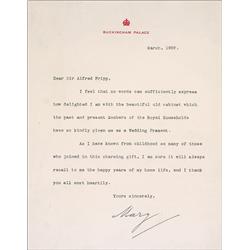 BUCKINGHAM PALACE
March, 1922.
Dear Sir Alfred Fripp,
I feel that no words can sufficiently express
how delighted I am with the beautiful old cabinet which
the past and present Members of the Royal Households
have so kindly given me as a Wedding Present.
As I have known from childhood so many of those
who joined in this charming gift, I am sure it will always
recall to me the happy years of my home life, and I thank
you all most heartily.
Yours sincerely,
Mary